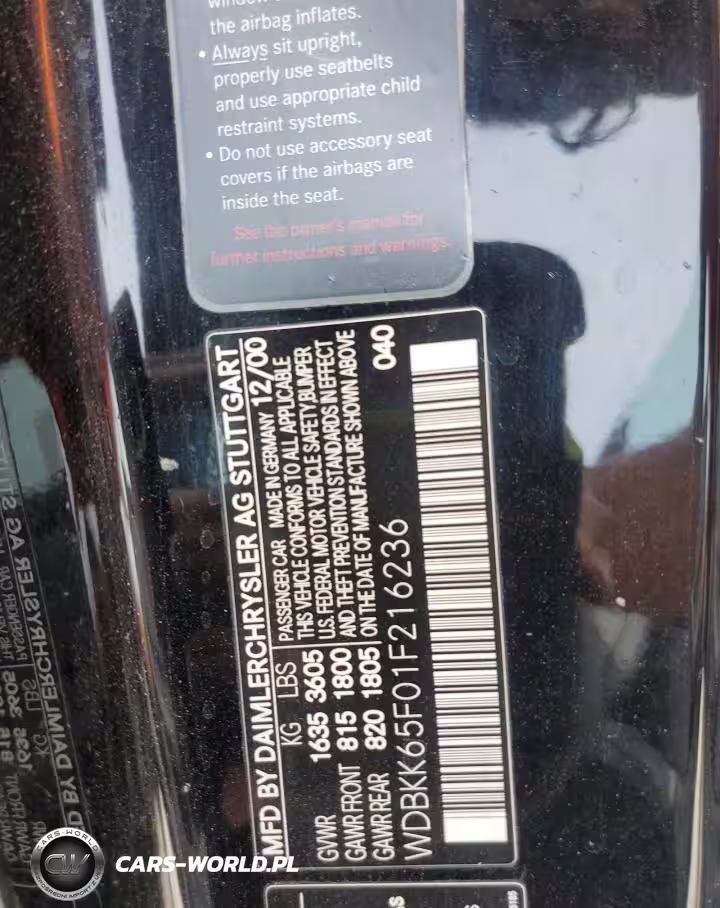 the airbag inflates.
• Always sit upright,
properly use seatbelts
and use appropriate child
restraint systems.
• Do not use accessory seat
covers if the airbags are
inside the seat.
See the owner's manual for
further instructions and warnings.
MFD BY DAIMLERCHRYSLER AG STUTTGART
KG LBS PASSENGER CAR MADE IN GERMANY 12/00
THIS VEHICLE CONFORMS TO ALL APPLICABLE
GVWR 1635 3605 U.S. FEDERAL MOTOR VEHICLE SAFETY,BUMPER
GAWR FRONT 815 1800 AND THEFT PREVENTION STANDARDS IN EFFECT
GAWR REAR 820 1805 ON THE DATE OF MANUFACTURE SHOWN ABOVE
040
WDBKK65F01F216236
CARS-WORLD
CW
CARS-WORLD.PL